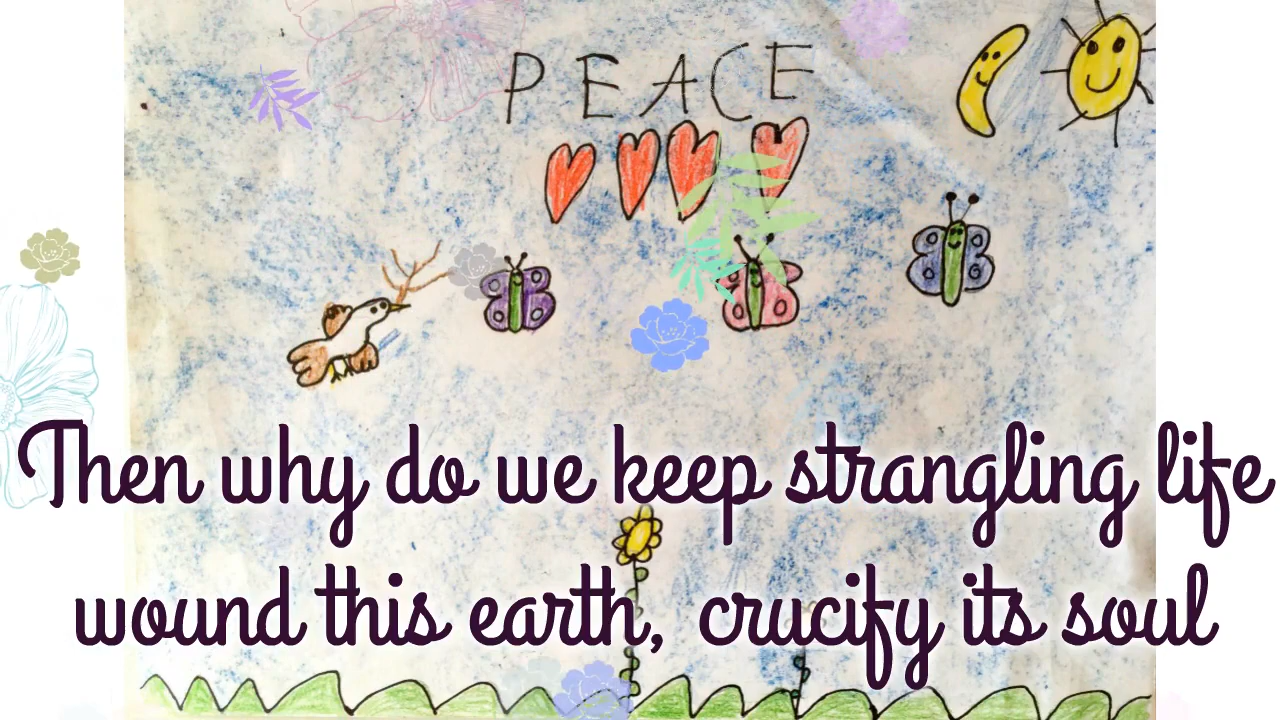 PEACE
Then why do we keep strangling life
wound this earth, crucify its soul